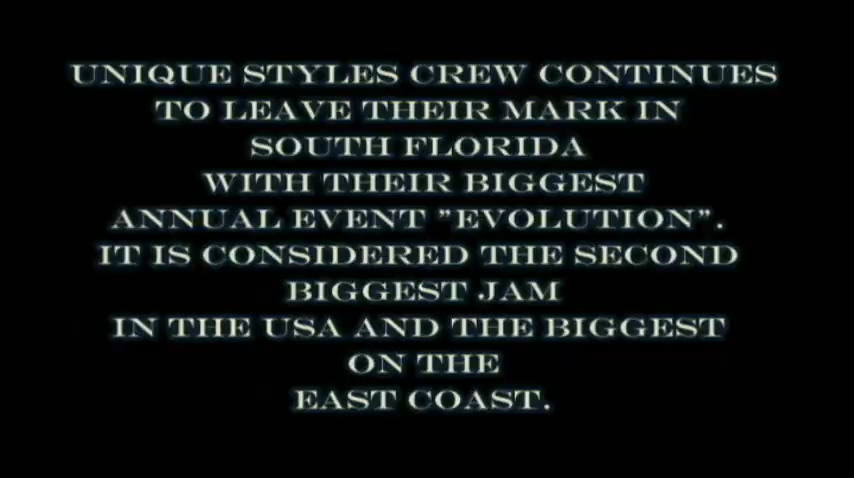 UNIQUE STYLES CREW CONTINUES
TO LEAVE THEIR MARK IN
SOUTH FLORIDA
WITH THEIR BIGGEST
ANNUAL EVENT "EVOLUTION".
IT IS CONSIDERED THE SECOND
BIGGEST JAM
IN THE USA AND THE BIGGEST
ON THE
EAST COAST.